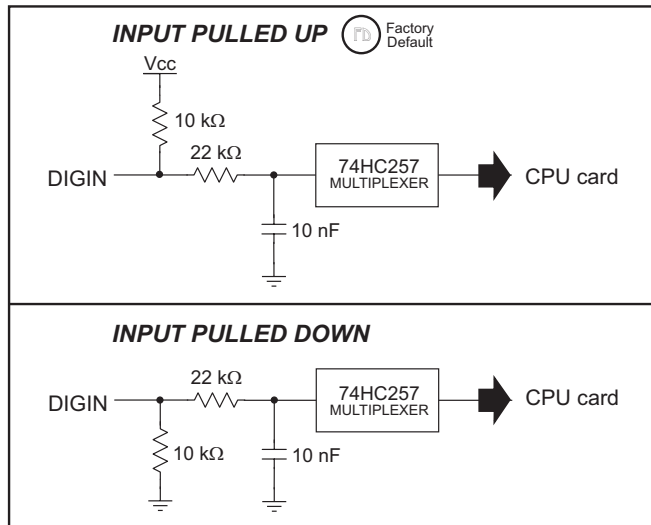 INPUT PULLED UP FD Factory Default
Vcc
10 kΩ
22 kΩ
DIGIN
74HC257
MULTIPLEXER
CPU card
10 nF
INPUT PULLED DOWN
22 kΩ
DIGIN
74HC257
MULTIPLEXER
CPU card
10 kΩ
10 nF